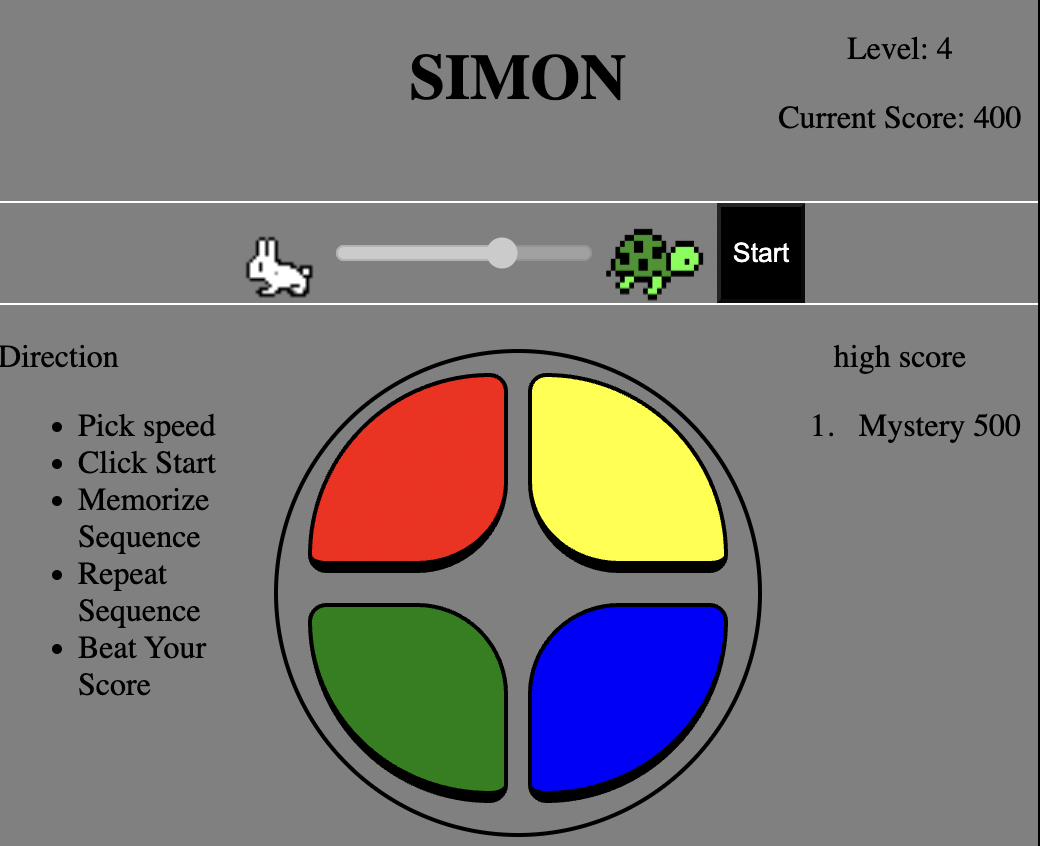 SIMON
Level: 4
Current Score: 400
Start
Direction
• Pick speed
• Click Start
• Memorize
Sequence
• Repeat
Sequence
• Beat Your
Score
high score
1. Mystery 500